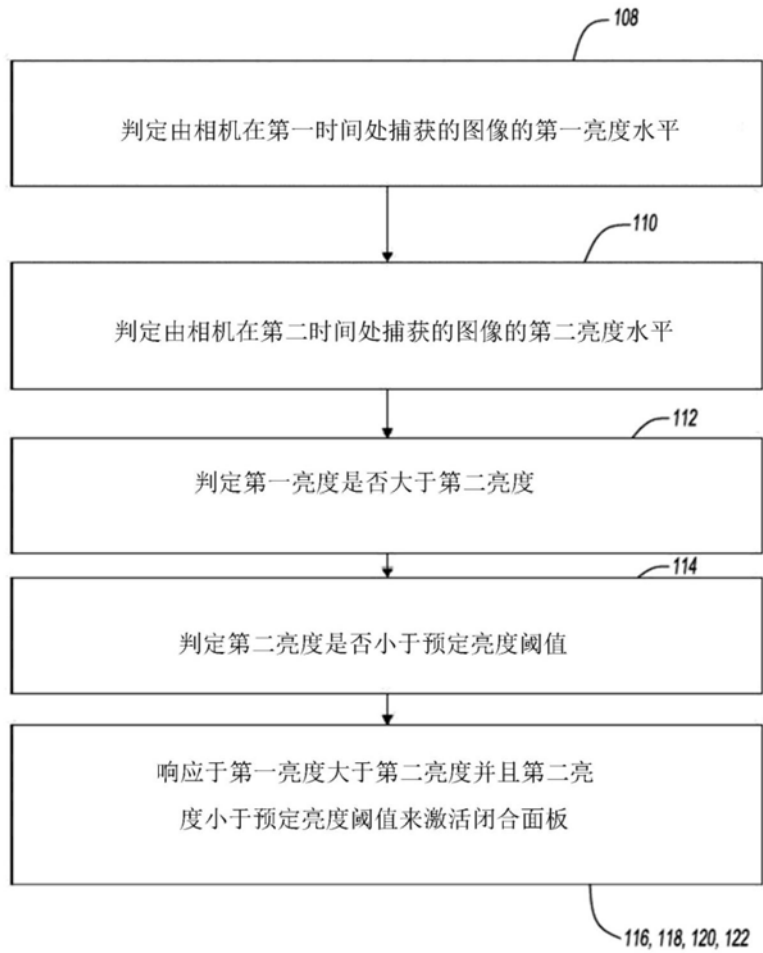 108
判定由相机在第一时间处捕获的图像的第一亮度水平
110
判定由相机在第二时间处捕获的图像的第二亮度水平
112
判定第一亮度是否大于第二亮度
114
判定第二亮度是否小于预定亮度阈值
响应于第一亮度大于第二亮度并且第二亮
度小于预定亮度阈值来激活闭合面板
116, 118, 120, 122